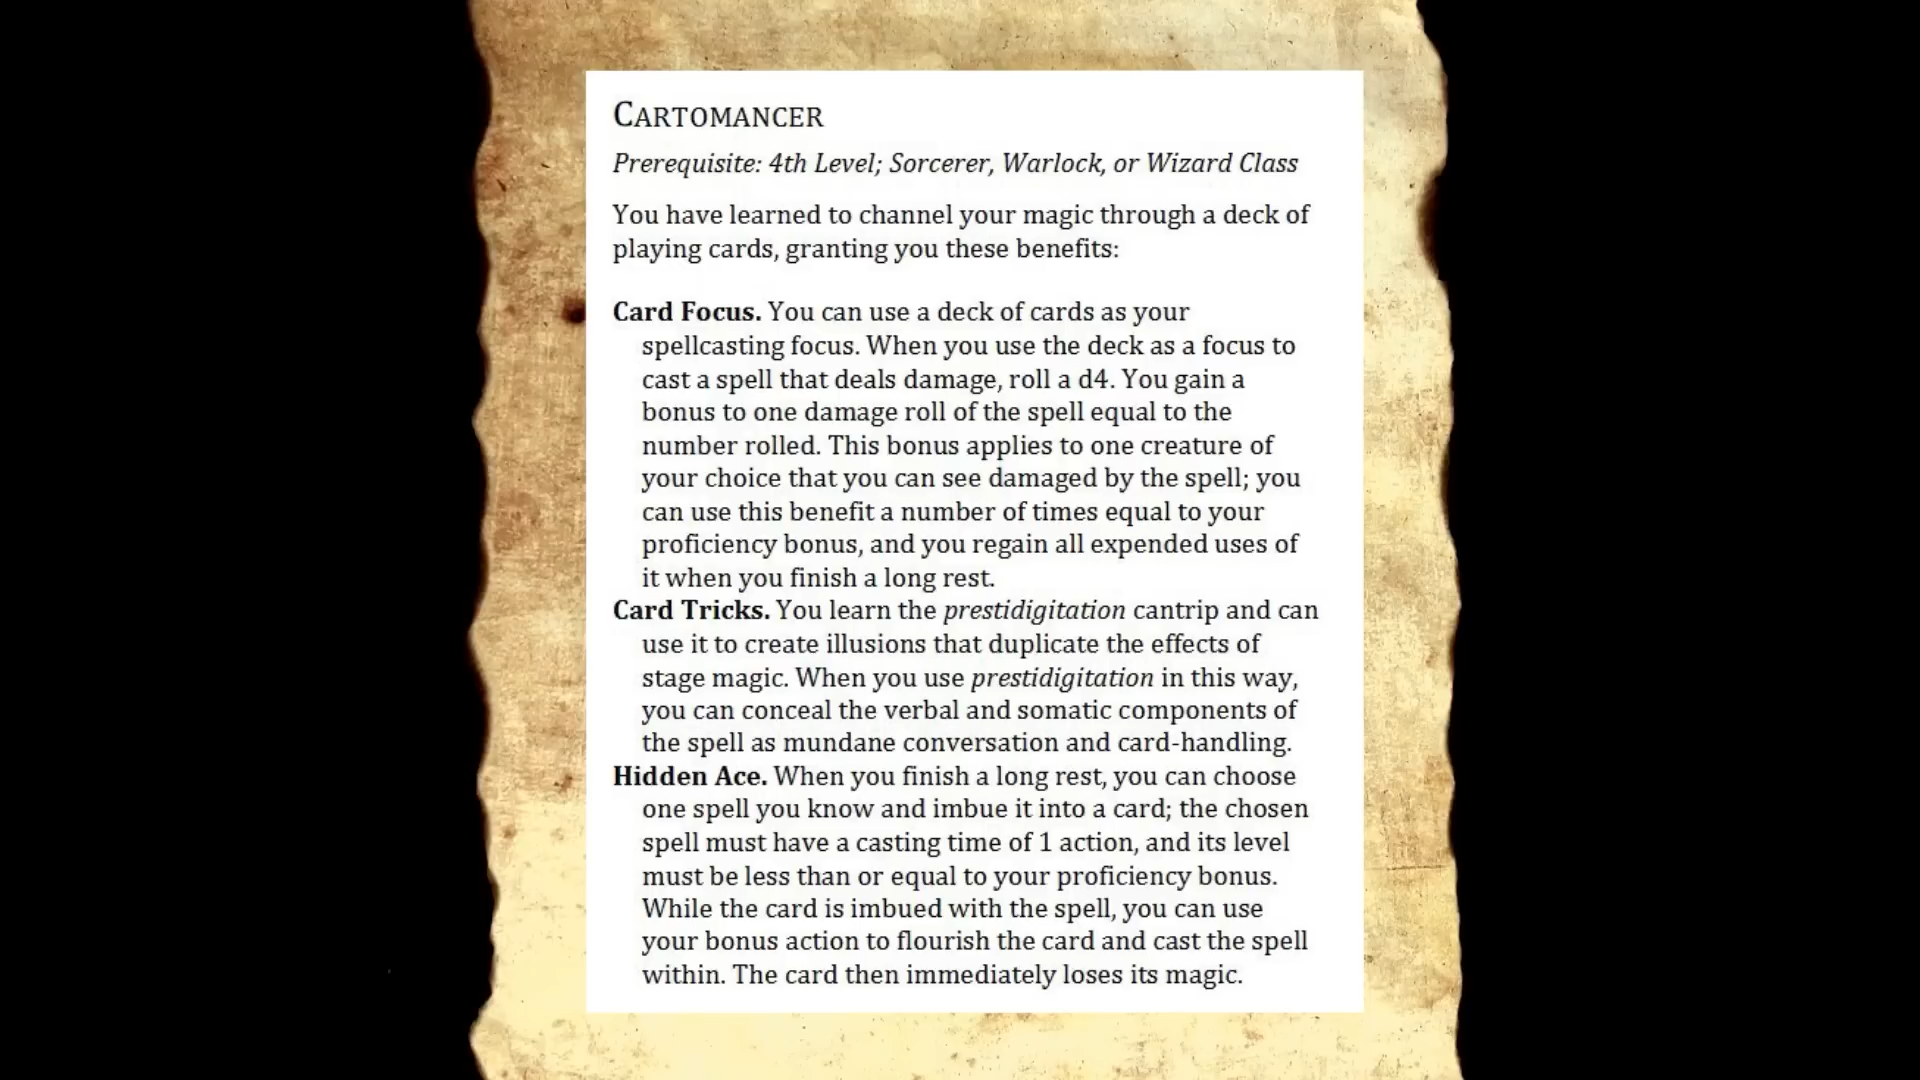 CARTOMANCER
Prerequisite: 4th Level; Sorcerer, Warlock, or Wizard Class
You have learned to channel your magic through a deck of
playing cards, granting you these benefits:
Card Focus. You can use a deck of cards as your
spellcasting focus. When you use the deck as a focus to
cast a spell that deals damage, roll a d4. You gain a
bonus to one damage roll of the spell equal to the
number rolled. This bonus applies to one creature of
your choice that you can see damaged by the spell; you
can use this benefit a number of times equal to your
proficiency bonus, and you regain all expended uses of
it when you finish a long rest.
Card Tricks. You learn the prestidigitation cantrip and can
use it to create illusions that duplicate the effects of
stage magic. When you use prestidigitation in this way,
you can conceal the verbal and somatic components of
the spell as mundane conversation and card-handling.
Hidden Ace. When you finish a long rest, you can choose
one spell you know and imbue it into a card; the chosen
spell must have a casting time of 1 action, and its level
must be less than or equal to your proficiency bonus.
While the card is imbued with the spell, you can use
your bonus action to flourish the card and cast the spell
within. The card then immediately loses its magic.